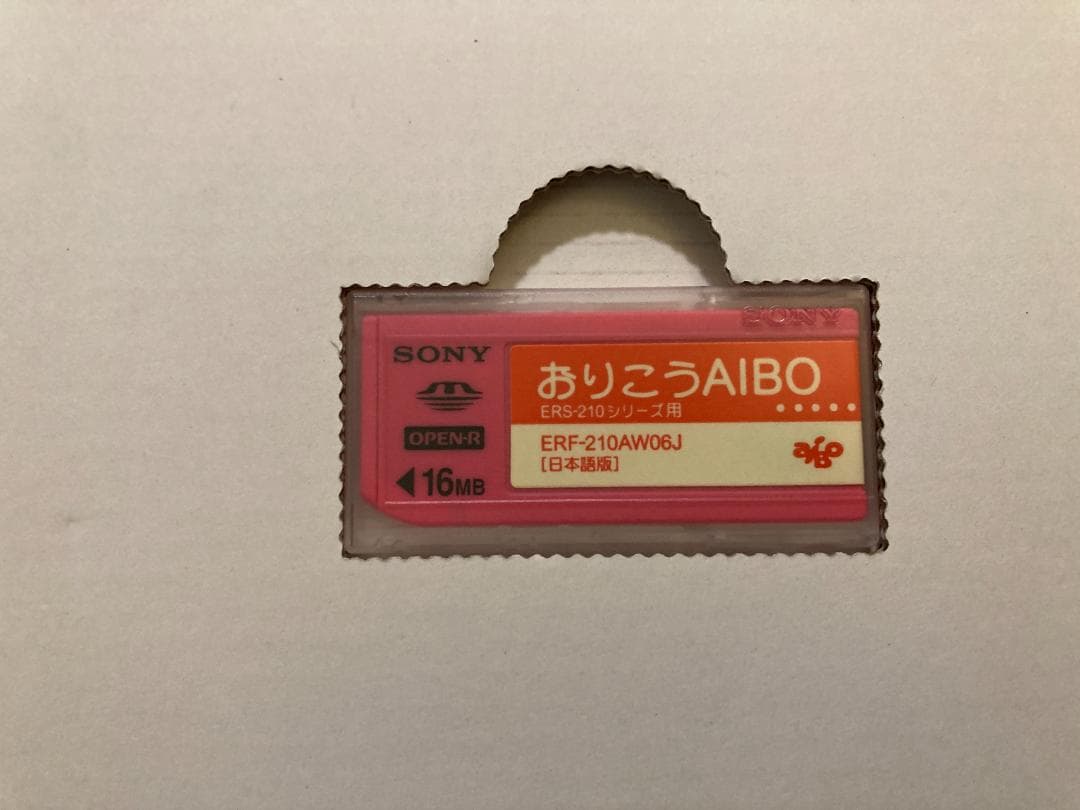 SONY
SONY
おりこうAIBO
ERS-210シリーズ用
OPEN-R
ERF-210AW06J
[日本語版]
aibo
◀16MB